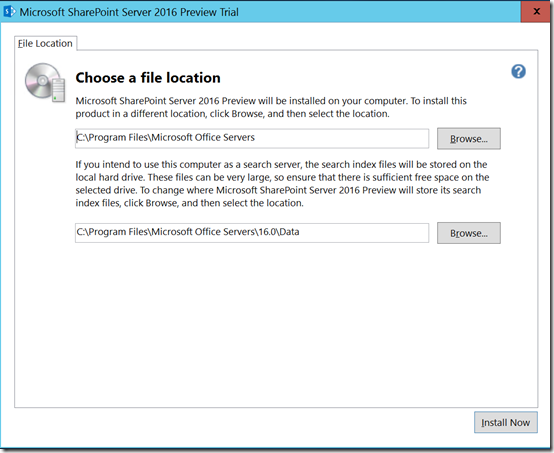 Microsoft SharePoint Server 2016 Preview Trial
x
File Location
Choose a file location
?
Microsoft SharePoint Server 2016 Preview will be installed on your computer. To install this
product in a different location, click Browse, and then select the location.
C:\Program Files\Microsoft Office Servers
Browse...
If you intend to use this computer as a search server, the search index files will be stored on the
local hard drive. These files can be very large, so ensure that there is sufficient free space on the
selected drive. To change where Microsoft SharePoint Server 2016 Preview will store its search
index files, click Browse, and then select the location.
C:\Program Files\Microsoft Office Servers\16.0\Data
Browse...
Install Now